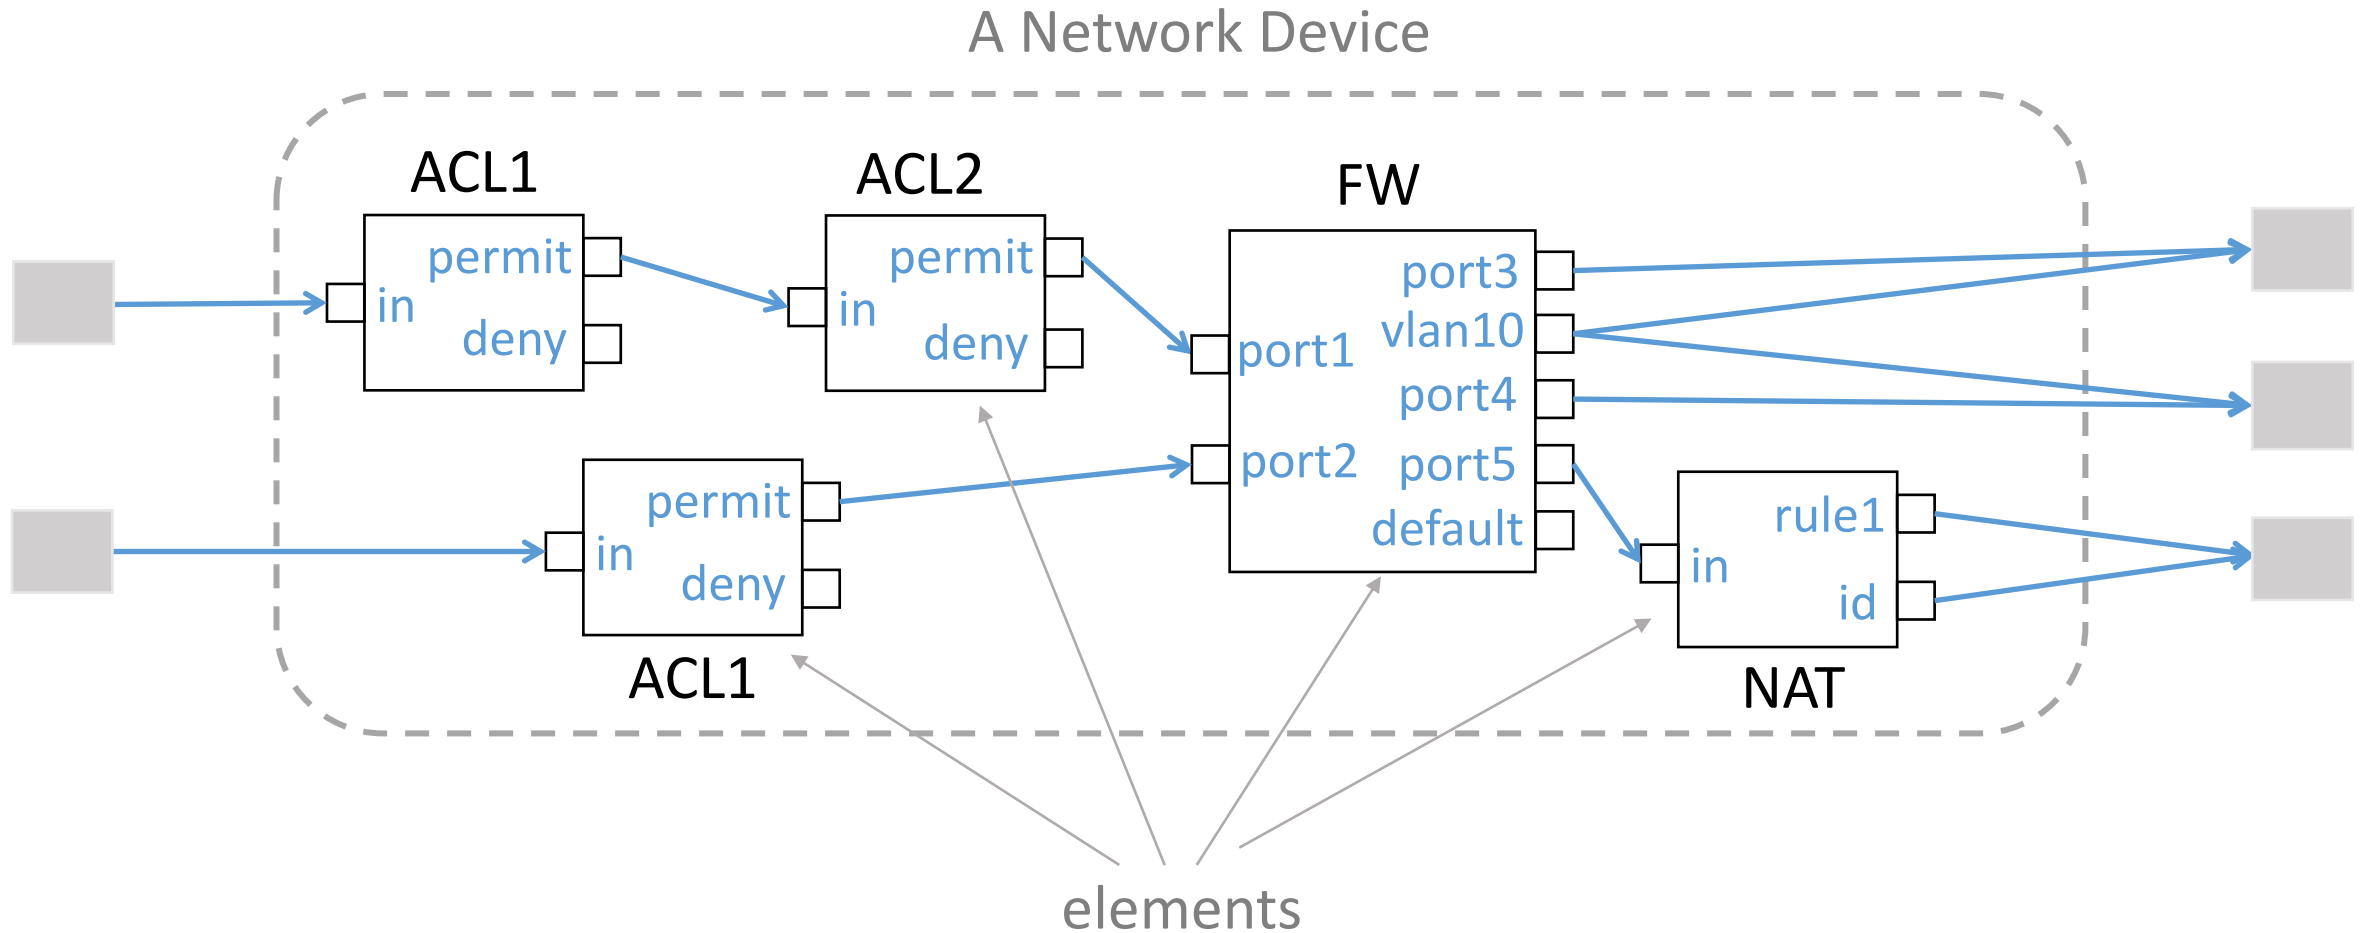 A Network Device
ACL1
permit
in
deny
ACL2
permit
in
deny
FW
port3
vlan10
port1
port4
port2
port5
default
ACL1
permit
in
deny
NAT
rule1
in
id
elements